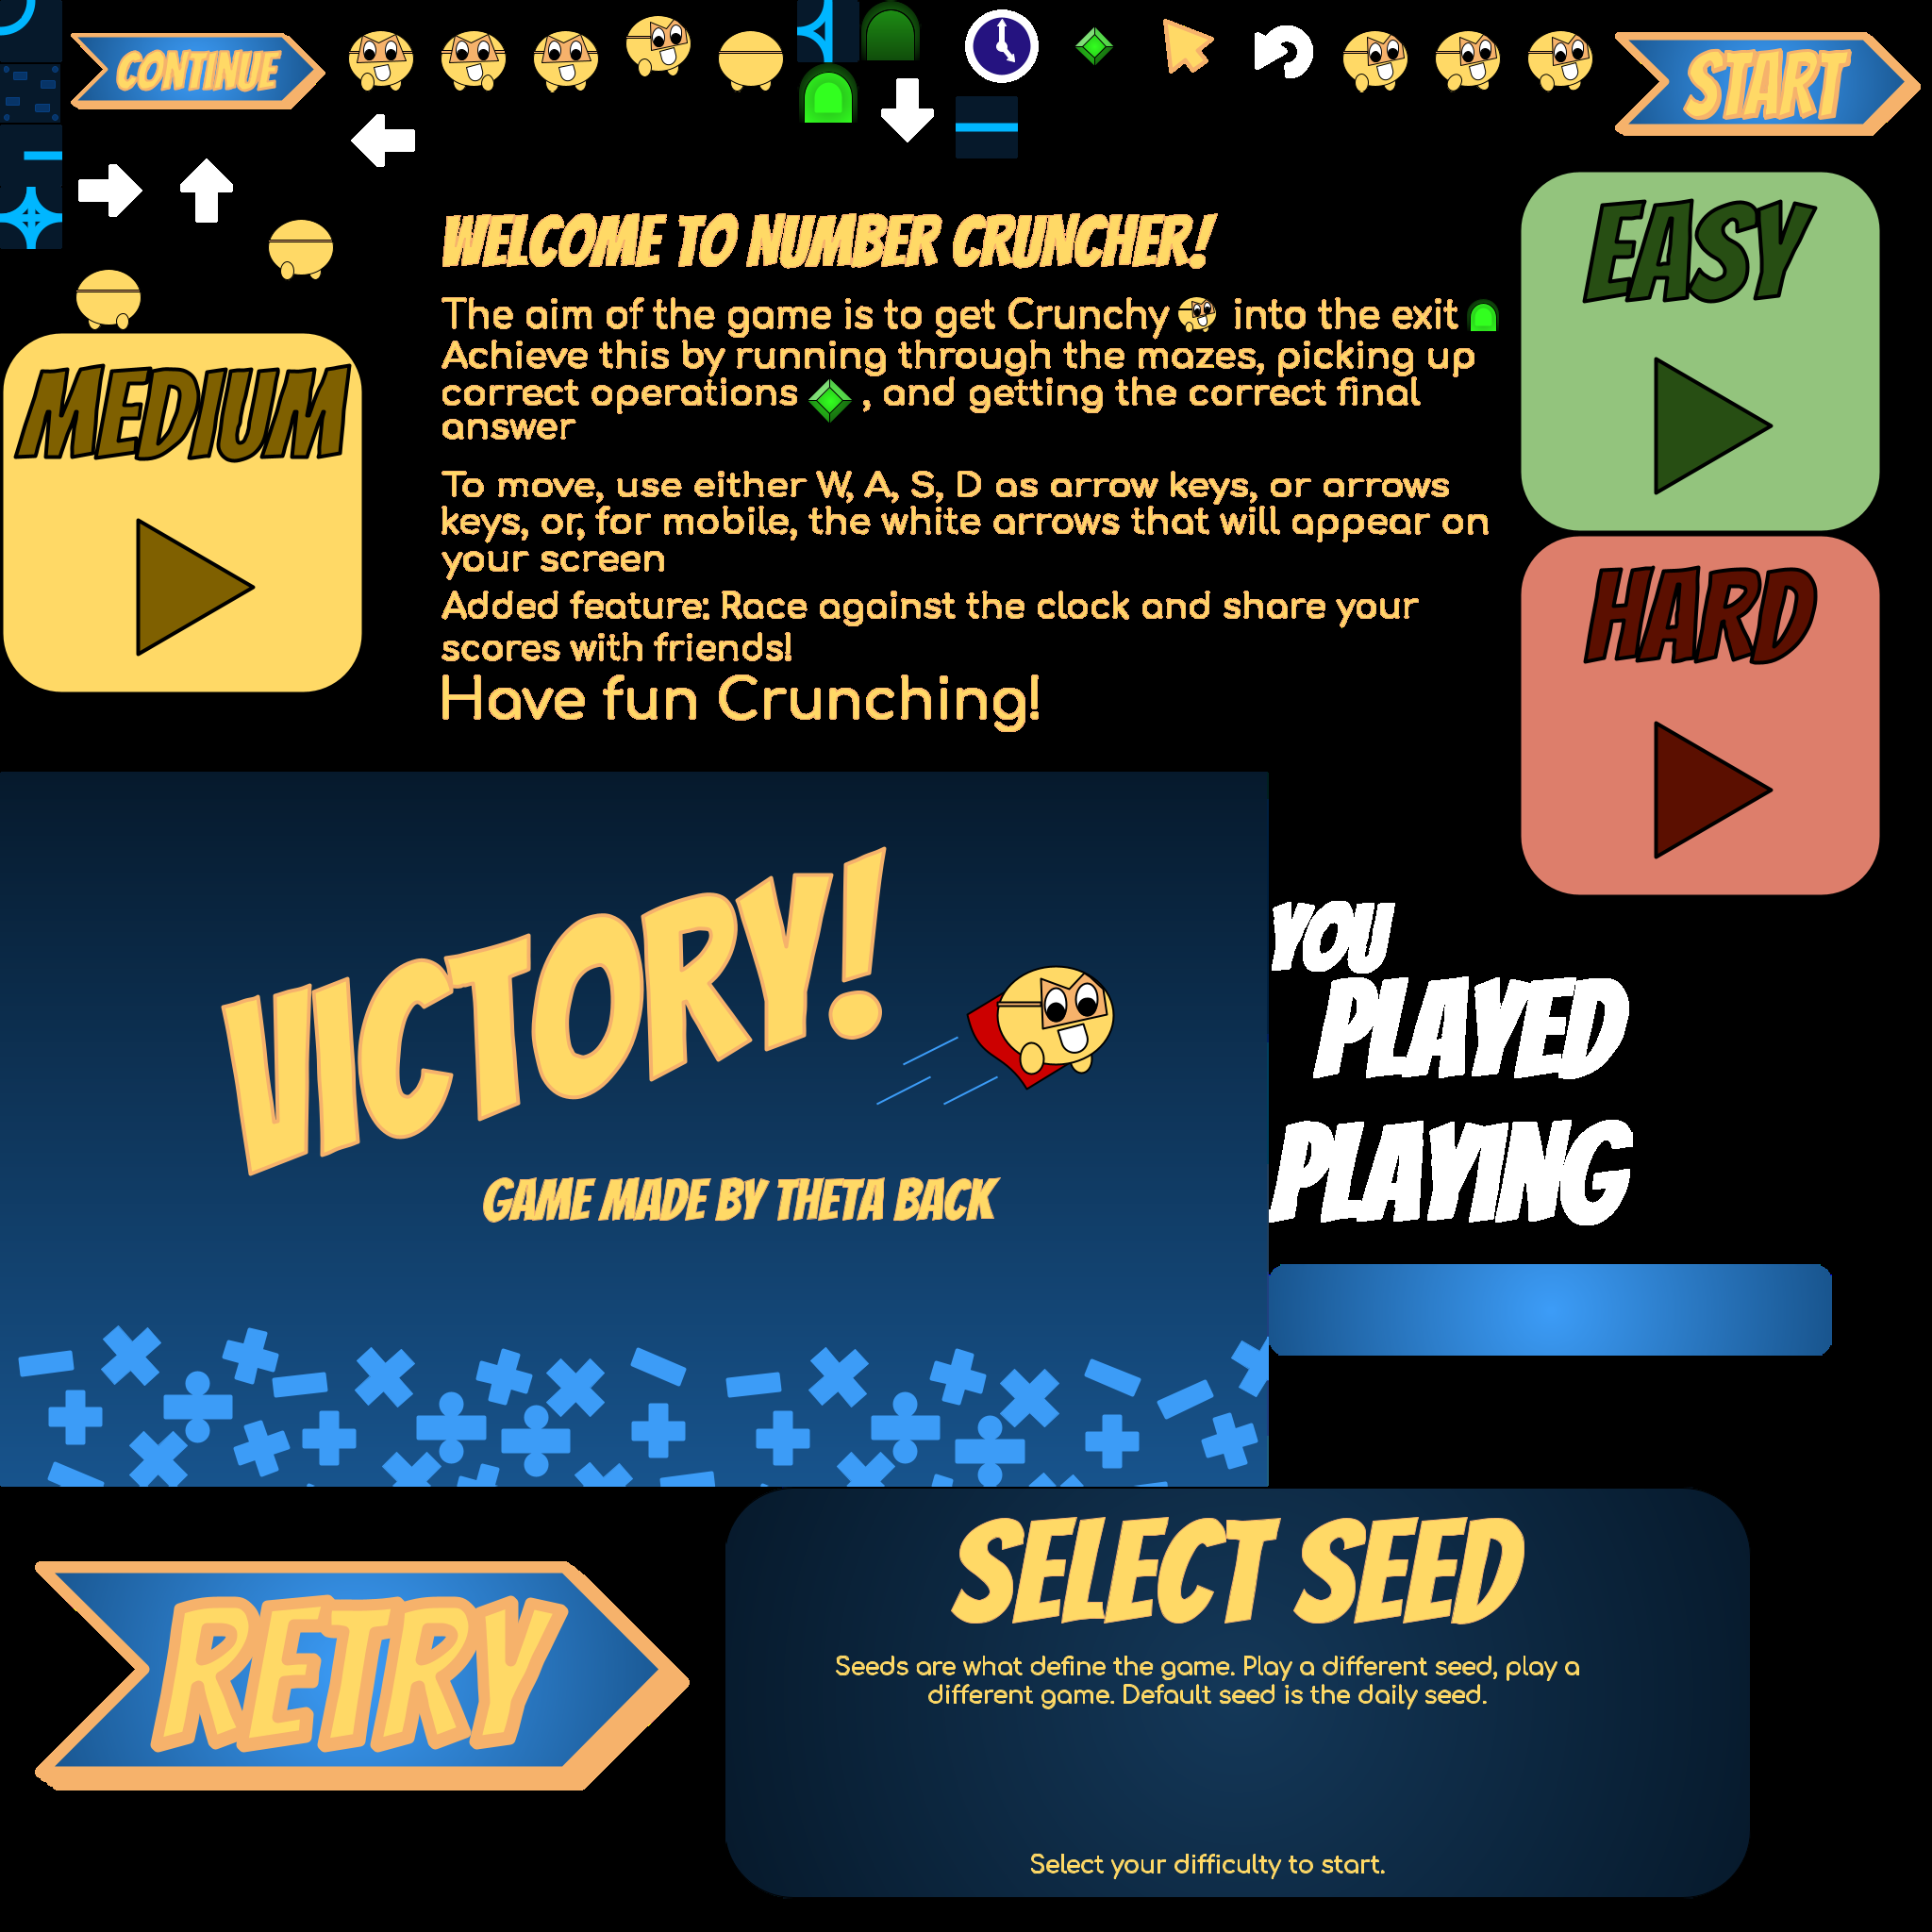 CONTINUE
START
WELCOME TO NUMBER CRUNCHER!
The aim of the game is to get Crunchy into the exit
Achieve this by running through the mazes, picking up
correct operations , and getting the correct final
answer
To move, use either W, A, S, D as arrow keys, or arrows
keys, or, for mobile, the white arrows that will appear on
your screen
Added feature: Race against the clock and share your
scores with friends!
Have fun Crunching!
EASY
MEDIUM
HARD
VICTORY!
GAME MADE BY THETA BACK
YOU
PLAYED
PLAYING
RETRY
SELECT SEED
Seeds are what define the game. Play a different seed, play a
different game. Default seed is the daily seed.
Select your difficulty to start.